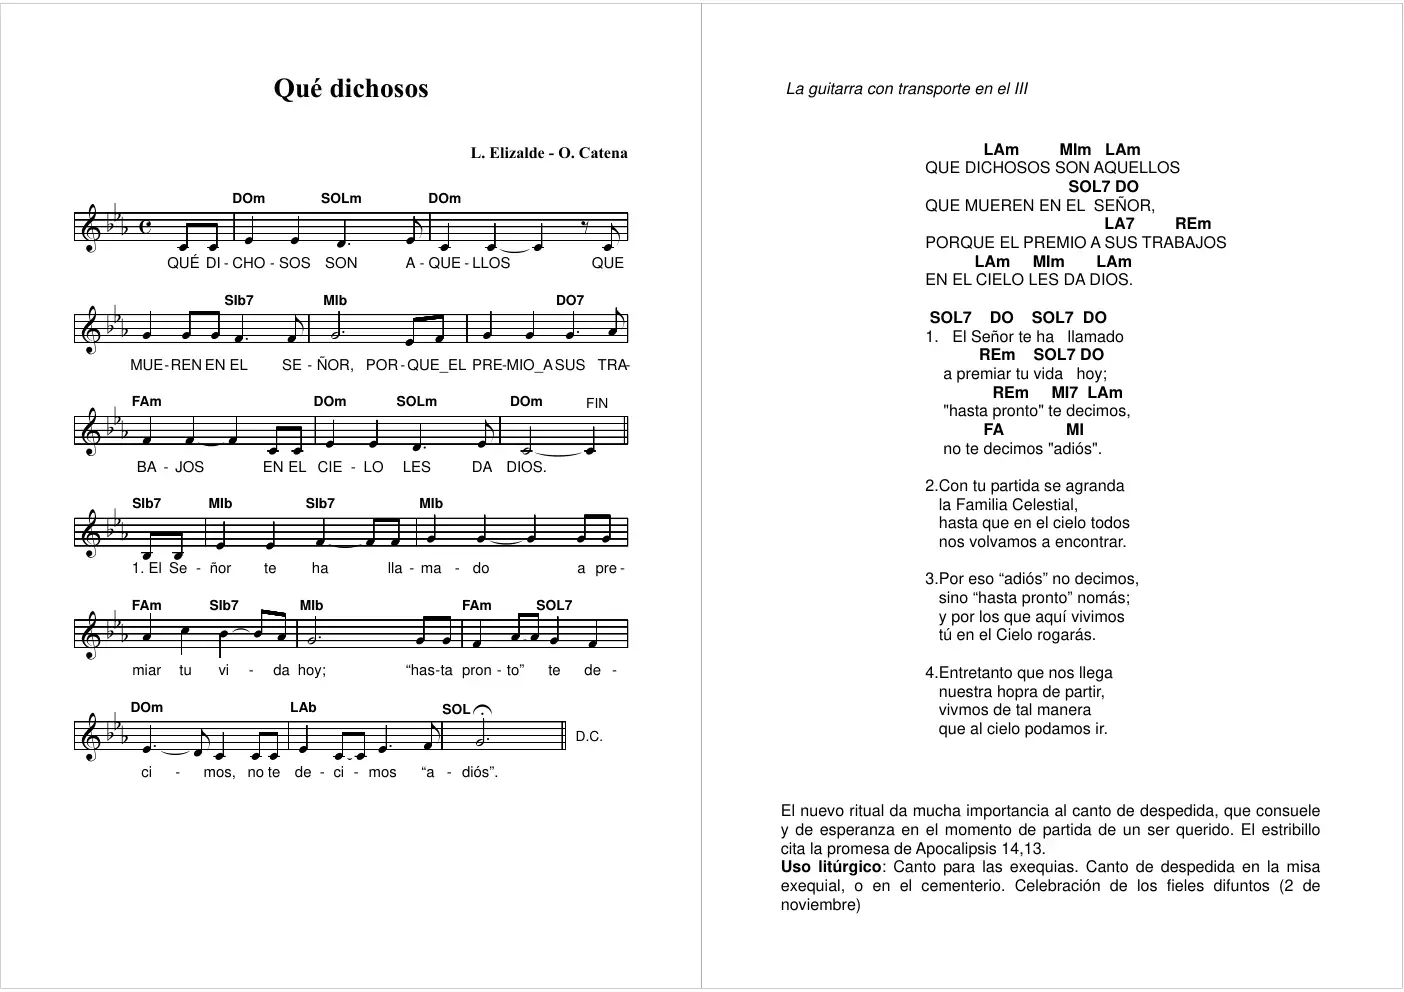 Qué dichosos
L. Elizalde - O. Catena
DOm SOLm DOm
QUÉ DI - CHO - SOS SON A - QUE - LLOS QUE
SIb7 MIb DO7
MUE - REN EN EL SE - ÑOR, POR - QUE_EL PRE-MIO_A SUS TRA-
FAm DOm SOLm DOm FIN
BA - JOS EN EL CIE - LO LES DA DIOS.
SIb7 MIb SIb7 MIb
1. El Se - ñor te ha lla - ma - do a pre -
FAm SIb7 MIb FAm SOL7
miar tu vi - da hoy; “has-ta pron - to” te de -
DOm LAb SOL
D.C.
ci - mos, no te de - ci - mos “a - diós”.
La guitarra con transporte en el III
LAm MIm LAm
QUE DICHOSOS SON AQUELLOS
SOL7 DO
QUE MUEREN EN EL SEÑOR,
LA7 REm
PORQUE EL PREMIO A SUS TRABAJOS
LAm MIm LAm
EN EL CIELO LES DA DIOS.
SOL7 DO SOL7 DO
1. El Señor te ha llamado
REm SOL7 DO
a premiar tu vida hoy;
REm MI7 LAm
"hasta pronto" te decimos,
FA MI
no te decimos "adiós".
2.Con tu partida se agranda
la Familia Celestial,
hasta que en el cielo todos
nos volvamos a encontrar.
3.Por eso “adiós” no decimos,
sino “hasta pronto” nomás;
y por los que aquí vivimos
tú en el Cielo rogarás.
4.Entretanto que nos llega
nuestra hopra de partir,
vivmos de tal manera
que al cielo podamos ir.
El nuevo ritual da mucha importancia al canto de despedida, que consuele
y de esperanza en el momento de partida de un ser querido. El estribillo
cita la promesa de Apocalipsis 14,13.
Uso litúrgico: Canto para las exequias. Canto de despedida en la misa
exequial, o en el cementerio. Celebración de los fieles difuntos (2 de
noviembre)